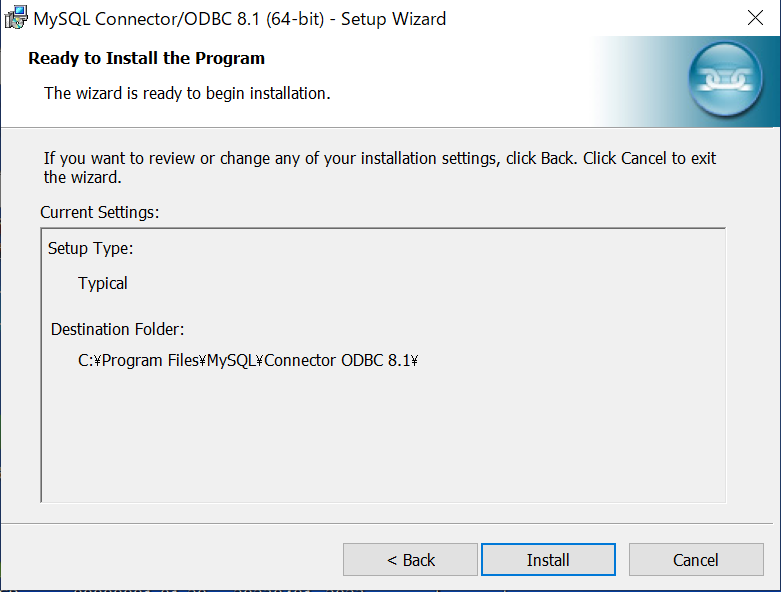 MySQL Connector/ODBC 8.1 (64-bit) - Setup Wizard
Ready to Install the Program
The wizard is ready to begin installation.
If you want to review or change any of your installation settings, click Back. Click Cancel to exit
the wizard.
Current Settings:
Setup Type:
Typical
Destination Folder:
C:¥Program Files¥MySQL¥Connector ODBC 8.1¥
< Back
Install
Cancel